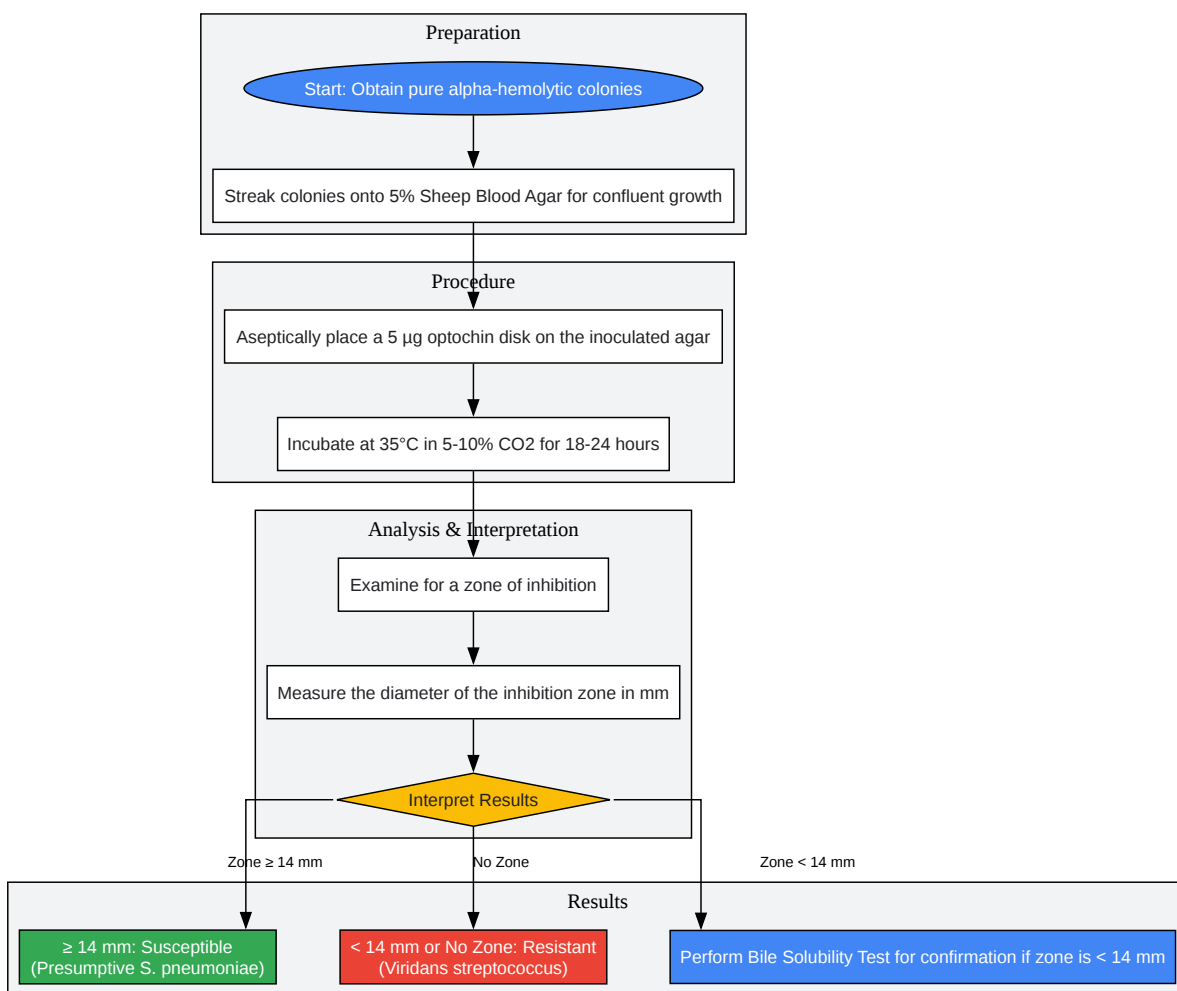 Preparation
Start: Obtain pure alpha-hemolytic colonies
Streak colonies onto 5% Sheep Blood Agar for confluent growth
Procedure
Aseptically place a 5 µg optochin disk on the inoculated agar
Incubate at 35°C in 5-10% CO2 for 18-24 hours
Analysis & Interpretation
Examine for a zone of inhibition
Measure the diameter of the inhibition zone in mm
Interpret Results
Zone ≥ 14 mm
No Zone
Zone < 14 mm
Results
≥ 14 mm: Susceptible
(Presumptive S. pneumoniae)
< 14 mm or No Zone: Resistant
(Viridans streptococcus)
Perform Bile Solubility Test for confirmation if zone is < 14 mm